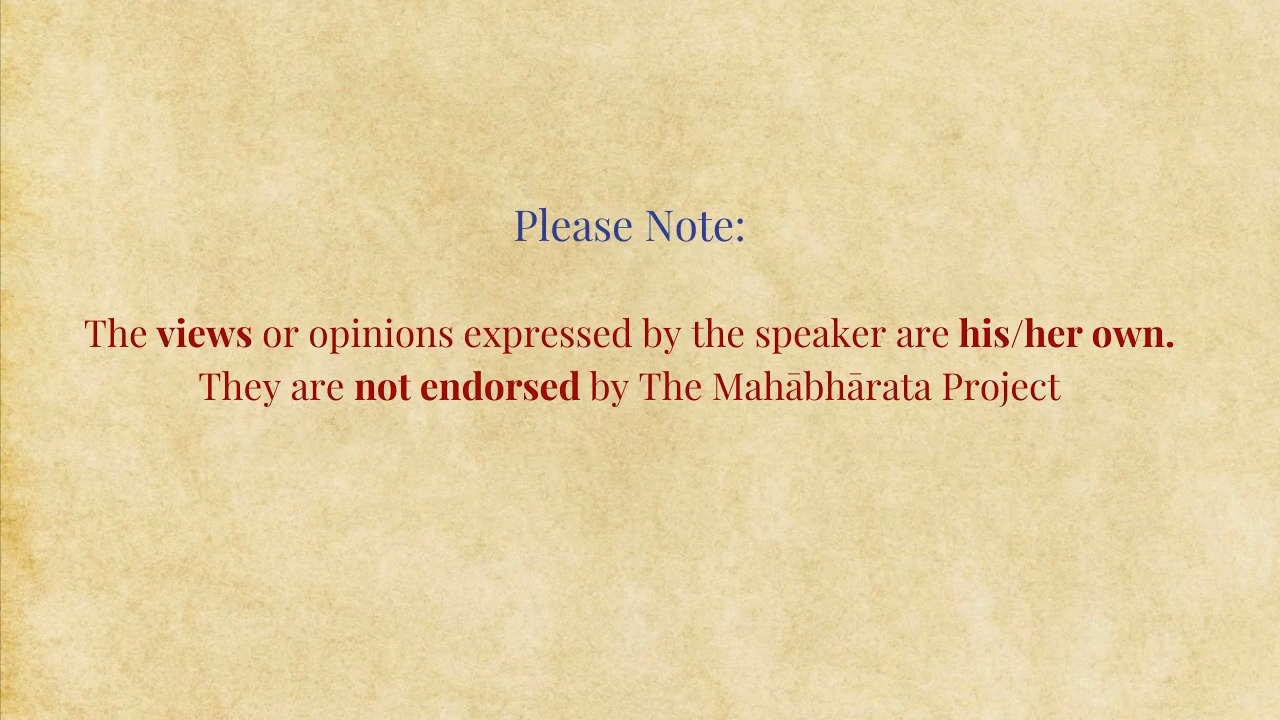 Please Note:
The views or opinions expressed by the speaker are his/her own.
They are not endorsed by The Mahābhārata Project